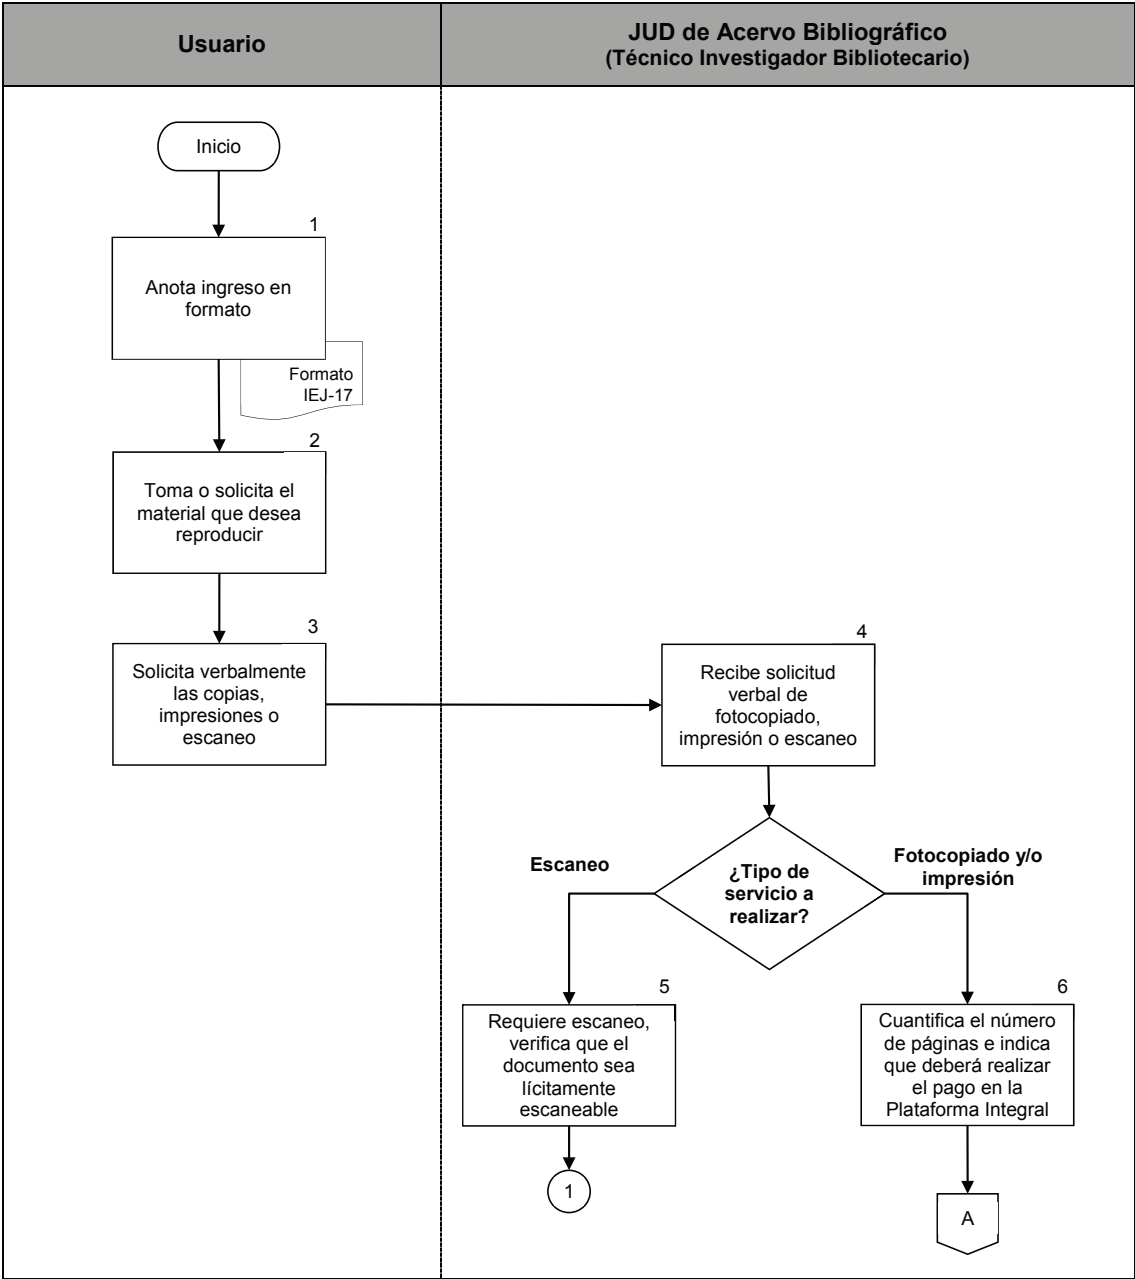 Usuario
JUD de Acervo Bibliográfico
(Técnico Investigador Bibliotecario)
Inicio
1
Anota ingreso en
formato
Formato
IEJ-17
2
Toma o solicita el
material que desea
reproducir
3
Solicita verbalmente
las copias,
impresiones o
escaneo
4
Recibe solicitud
verbal de
fotocopiado,
impresión o escaneo
¿Tipo de
servicio a
realizar?
Escaneo
Fotocopiado y/o
impresión
5
Requiere escaneo,
verifica que el
documento sea
lícitamente
escaneable
1
6
Cuantifica el número
de páginas e indica
que deberá realizar
el pago en la
Plataforma Integral
A